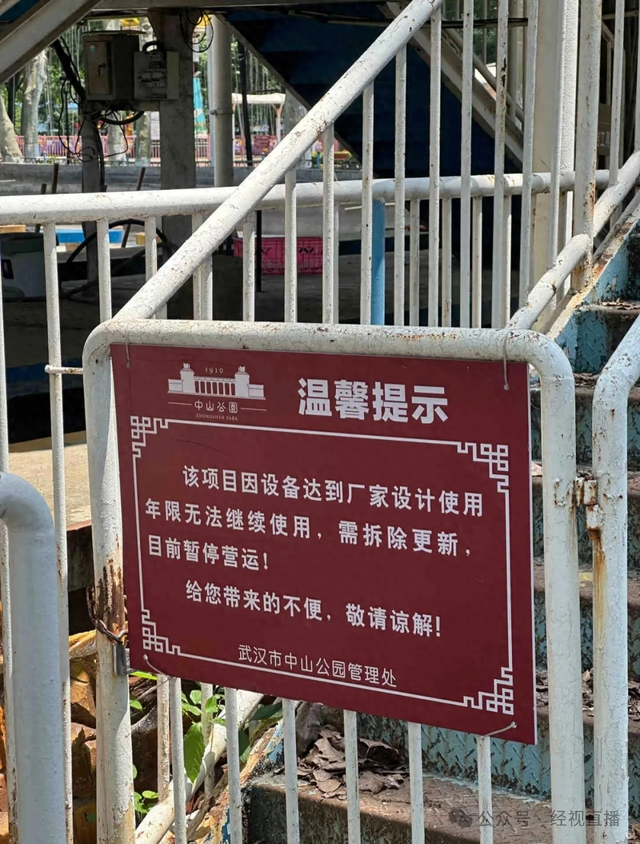 1910
中山公園
ZHONGSHAN PARK
温馨提示
该项目因设备达到厂家设计使用
年限无法继续使用，需拆除更新，
目前暂停营运！
给您带来的不便，敬请谅解！
武汉市中山公园管理处
公众号·经视直播